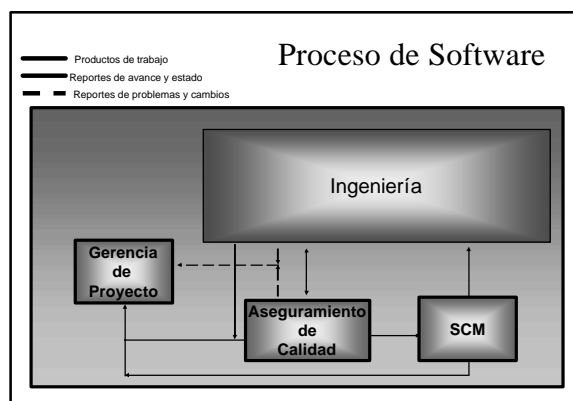 Proceso de Software
Productos de trabajo
Reportes de avance y estado
Reportes de problemas y cambios
Ingeniería
Gerencia
de
Proyecto
Aseguramiento
de
Calidad
SCM